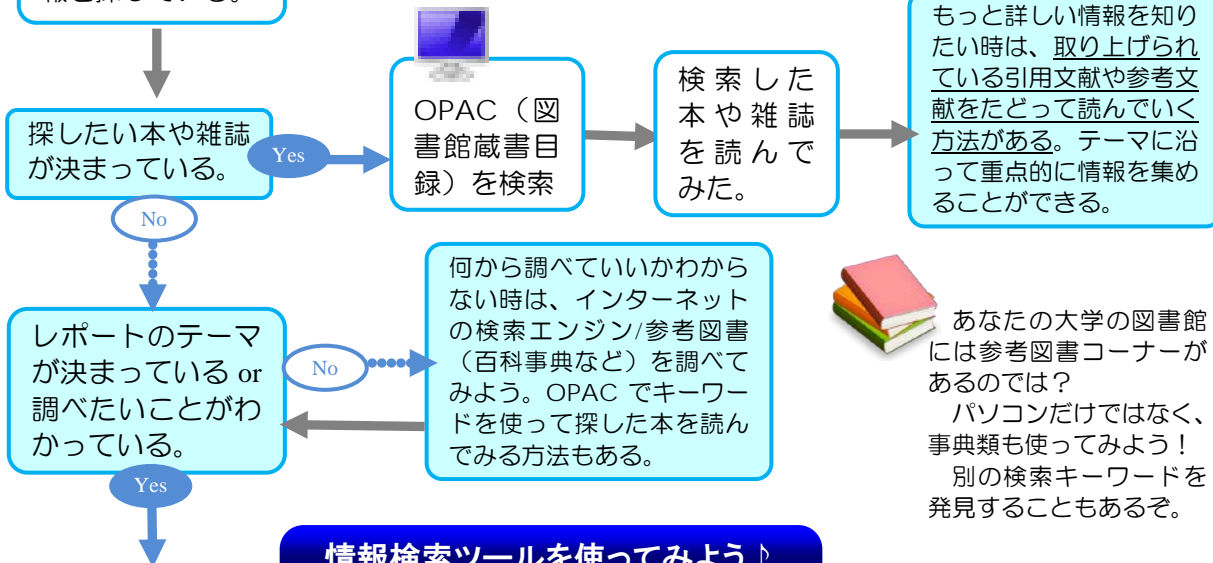 報を探している。
探したい本や雑誌
が決まっている。
Yes
OPAC（図
書館蔵書目
録）を検索
検索した
本や雑誌
を読んで
みた。
もっと詳しい情報を知り
たい時は、取り上げられ
ている引用文献や参考文
献をたどって読んでいく
方法がある。テーマに沿
って重点的に情報を集め
ることができる。
No
レポートのテーマ
が決まっている or
調べたいことがわ
かっている。
No
何から調べていいかわから
ない時は、インターネット
の検索エンジン/参考図書
（百科事典など）を調べて
みよう。OPAC でキーワー
ドを使って探した本を読ん
でみる方法もある。
あなたの大学の図書館
には参考図書コーナーが
あるのでは？
パソコンだけではなく、
事典類も使ってみよう！
別の検索キーワードを
発見することもあるぞ。
Yes
情報検索ツールを使ってみよう♪